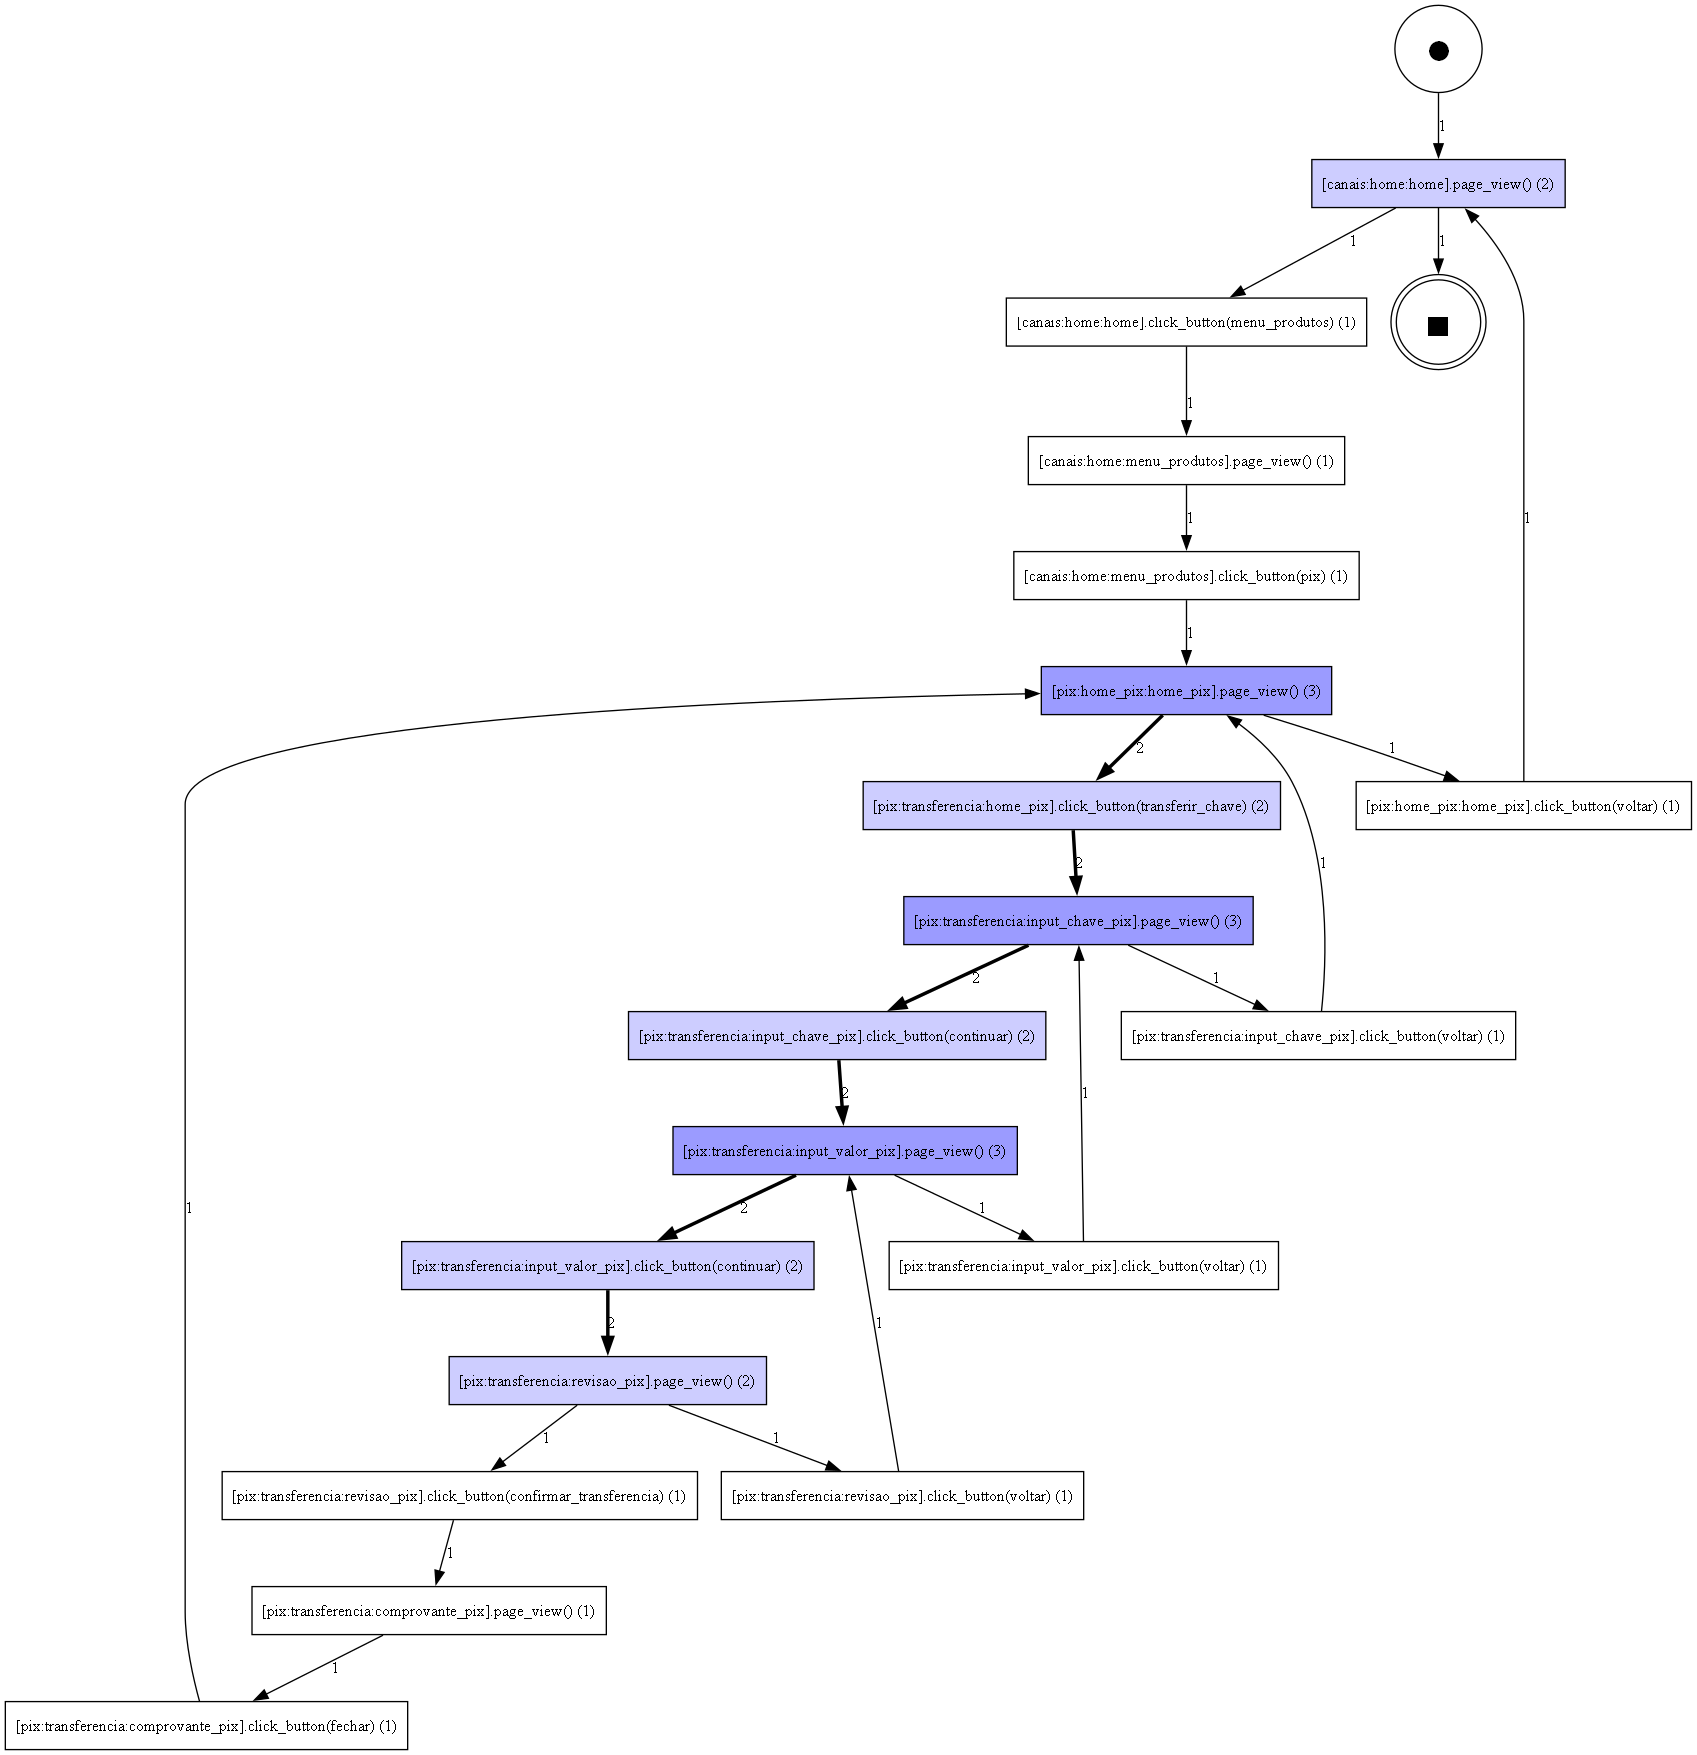 1
[canais:home:home].page_view() (2)
1
1
[canais:home:home].click_button(menu_produtos) (1)
1
[canais:home:menu_produtos].page_view() (1)
1
1
[canais:home:menu_produtos].click_button(pix) (1)
1
[pix:home_pix:home_pix].page_view() (3)
2
1
[pix:transferencia:home_pix].click_button(transferir_chave) (2)
[pix:home_pix:home_pix].click_button(voltar) (1)
2
1
[pix:transferencia:input_chave_pix].page_view() (3)
2
1
[pix:transferencia:input_chave_pix].click_button(continuar) (2)
[pix:transferencia:input_chave_pix].click_button(voltar) (1)
2
1
[pix:transferencia:input_valor_pix].page_view() (3)
1
2
1
[pix:transferencia:input_valor_pix].click_button(continuar) (2)
[pix:transferencia:input_valor_pix].click_button(voltar) (1)
2
1
[pix:transferencia:revisao_pix].page_view() (2)
1
1
[pix:transferencia:revisao_pix].click_button(confirmar_transferencia) (1)
[pix:transferencia:revisao_pix].click_button(voltar) (1)
1
[pix:transferencia:comprovante_pix].page_view() (1)
1
[pix:transferencia:comprovante_pix].click_button(fechar) (1)